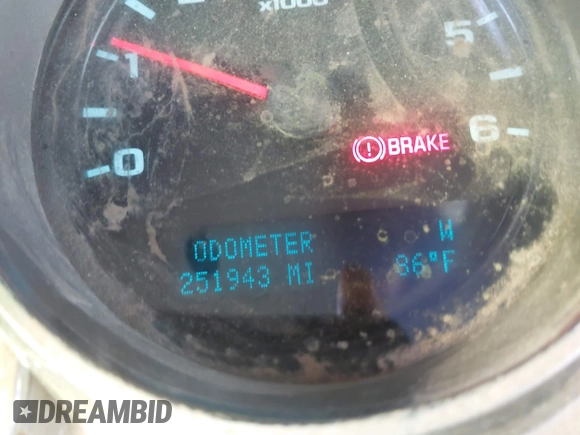 x1000
5
1
6
0
BRAKE
ODOMETER W
251943 MI 86°F
DREAMBID